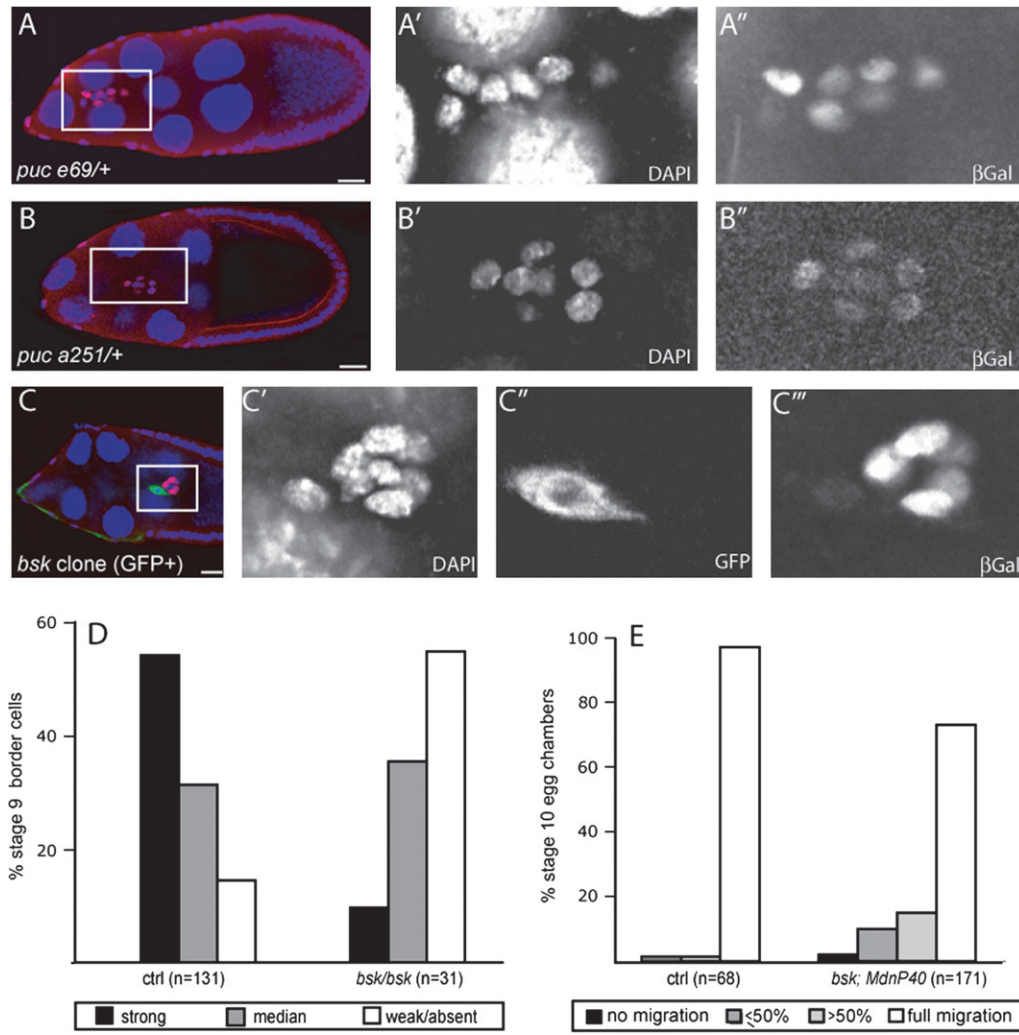 A
puc e69/+
A'
DAPI
A"
βGal
B
puc a251/+
B'
DAPI
B"
βGal
C
bsk clone (GFP+)
C'
DAPI
C"
GFP
C'"
βGal
D
% stage 9 border cells
60
40
20
ctrl (n=131)
bsk/bsk (n=31)
strong
median
weak/absent
E
% stage 10 egg chambers
100
80
60
40
20
ctrl (n=68)
bsk; MdnP40 (n=171)
no migration
≤50%
>50%
full migration